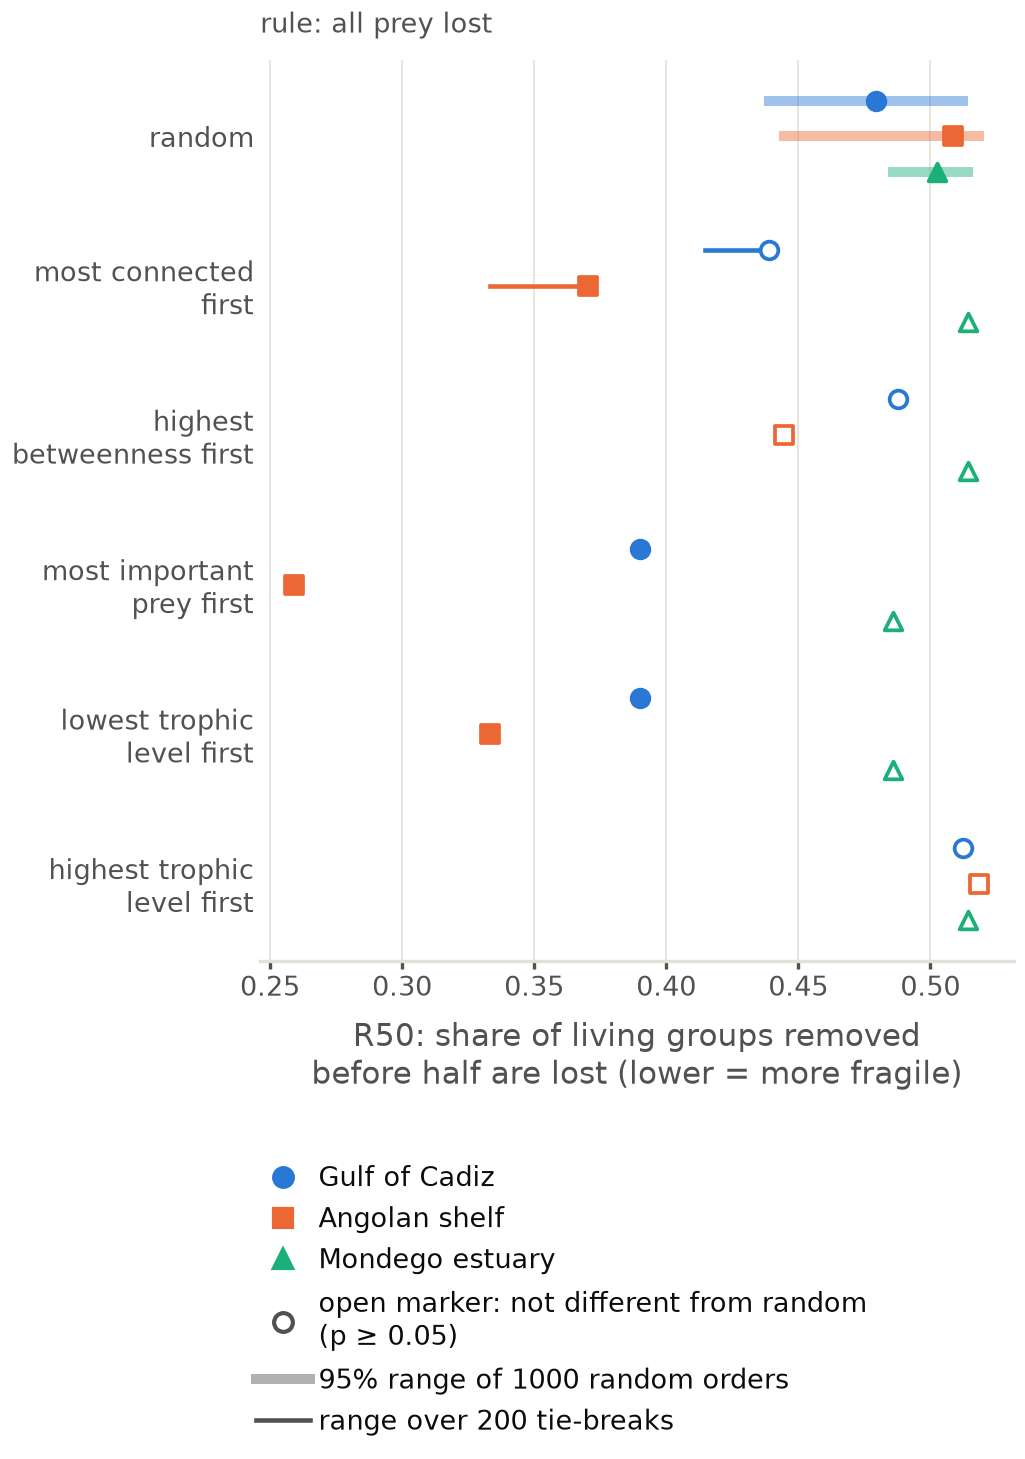 rule: all prey lost
random
most connected
first
highest
betweenness first
most important
prey first
lowest trophic
level first
highest trophic
level first
0.25 0.30 0.35 0.40 0.45 0.50
R50: share of living groups removed
before half are lost (lower = more fragile)
Gulf of Cadiz
Angolan shelf
Mondego estuary
open marker: not different from random
(p ≥ 0.05)
95% range of 1000 random orders
range over 200 tie-breaks